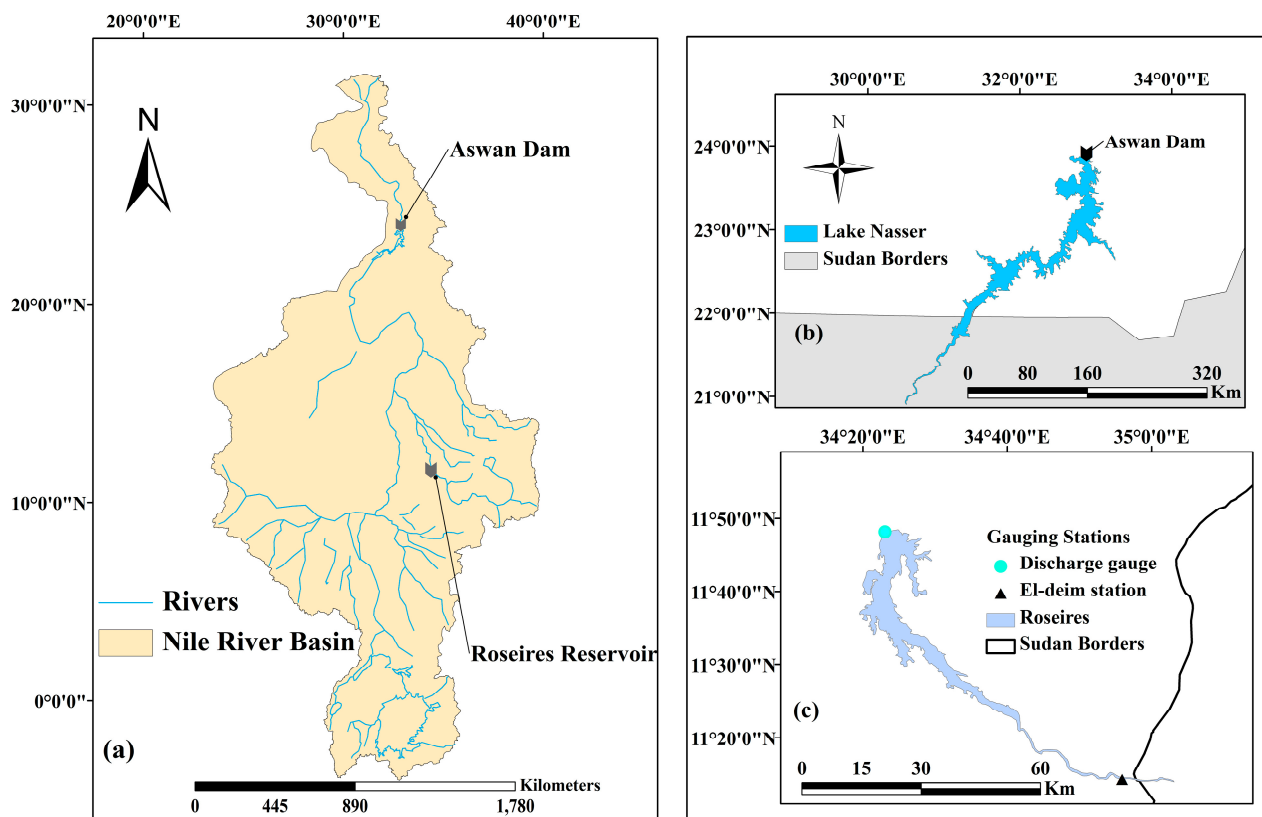 20°0'0"E 30°0'0"E 40°0'0"E
30°0'0"N
20°0'0"N
10°0'0"N
0°0'0"
N
Aswan Dam
Rivers
Nile River Basin
Roseires Reservoir
(a)
Kilometers
0 445 890 1,780
30°0'0"E 32°0'0"E 34°0'0"E
24°0'0"N
23°0'0"N
22°0'0"N
21°0'0"N
N
Aswan Dam
Lake Nasser
Sudan Borders
(b)
0 80 160 320
Km
34°20'0"E 34°40'0"E 35°0'0"E
11°50'0"N
11°40'0"N
11°30'0"N
11°20'0"N
Gauging Stations
Discharge gauge
El-deim station
Roseires
Sudan Borders
(c)
0 15 30 60
Km